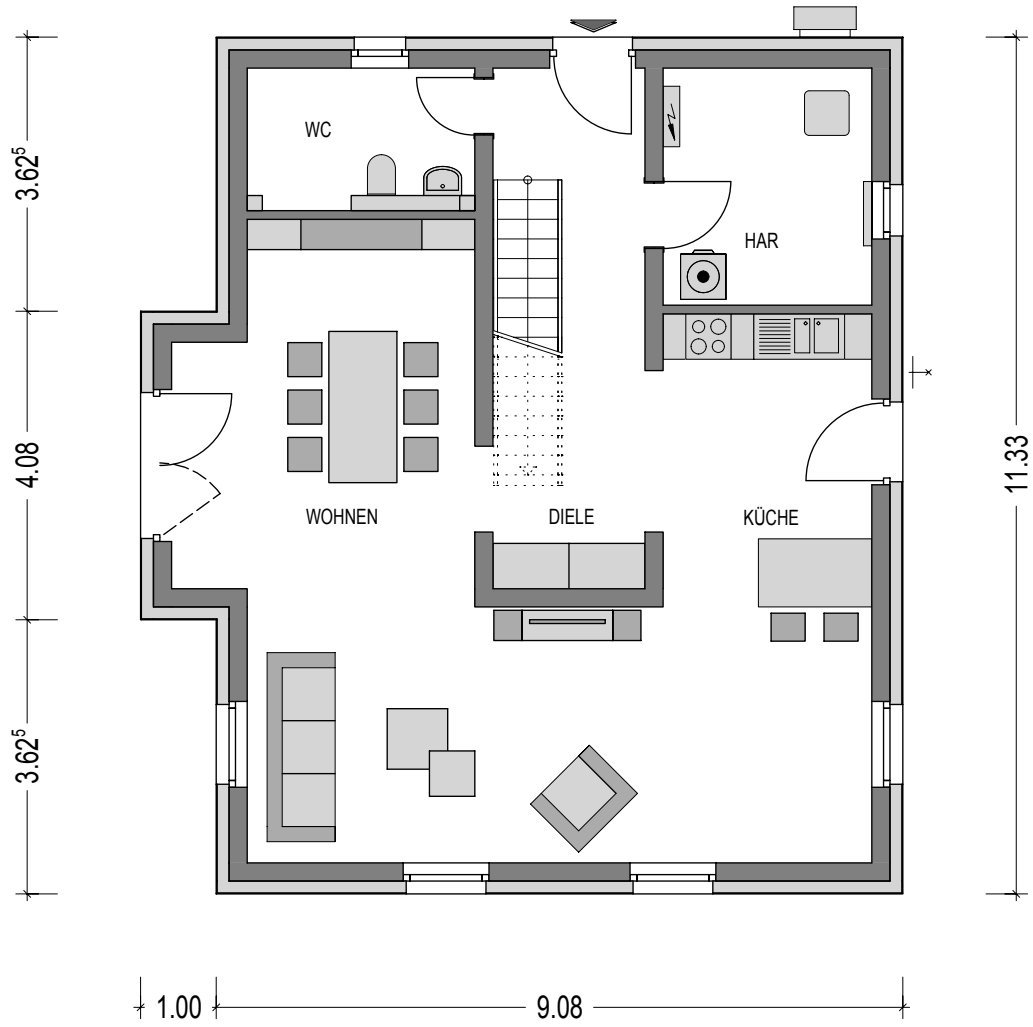 WC
3.62⁵
HAR
4.08
11.33
WOHNEN
DIELE
KÜCHE
3.62⁵
1.00
9.08